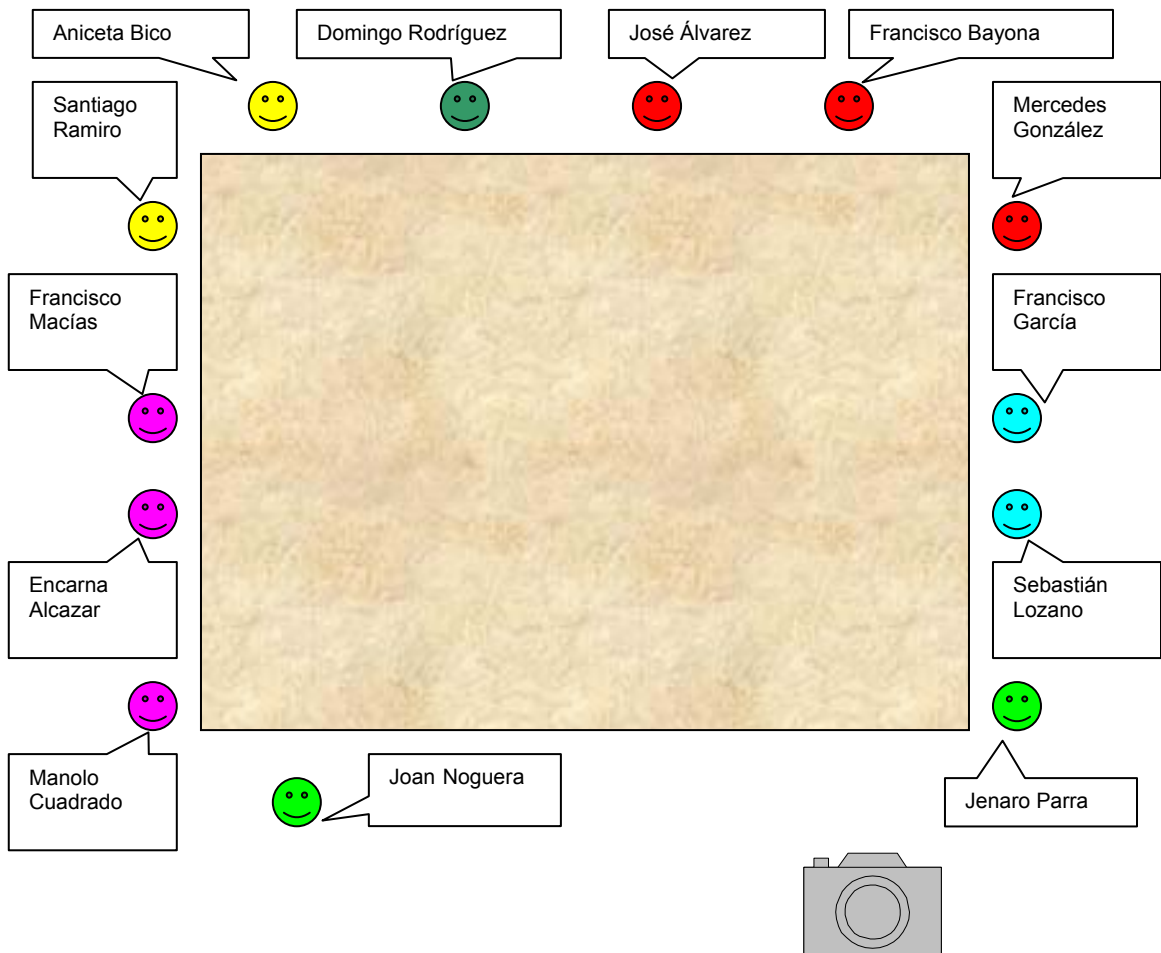 Aniceta Bico
Domingo Rodríguez
José Álvarez
Francisco Bayona
Santiago
Ramiro
Mercedes
González
Francisco
Macías
Francisco
García
Encarna
Alcazar
Sebastián
Lozano
Manolo
Cuadrado
Joan Noguera
Jenaro Parra